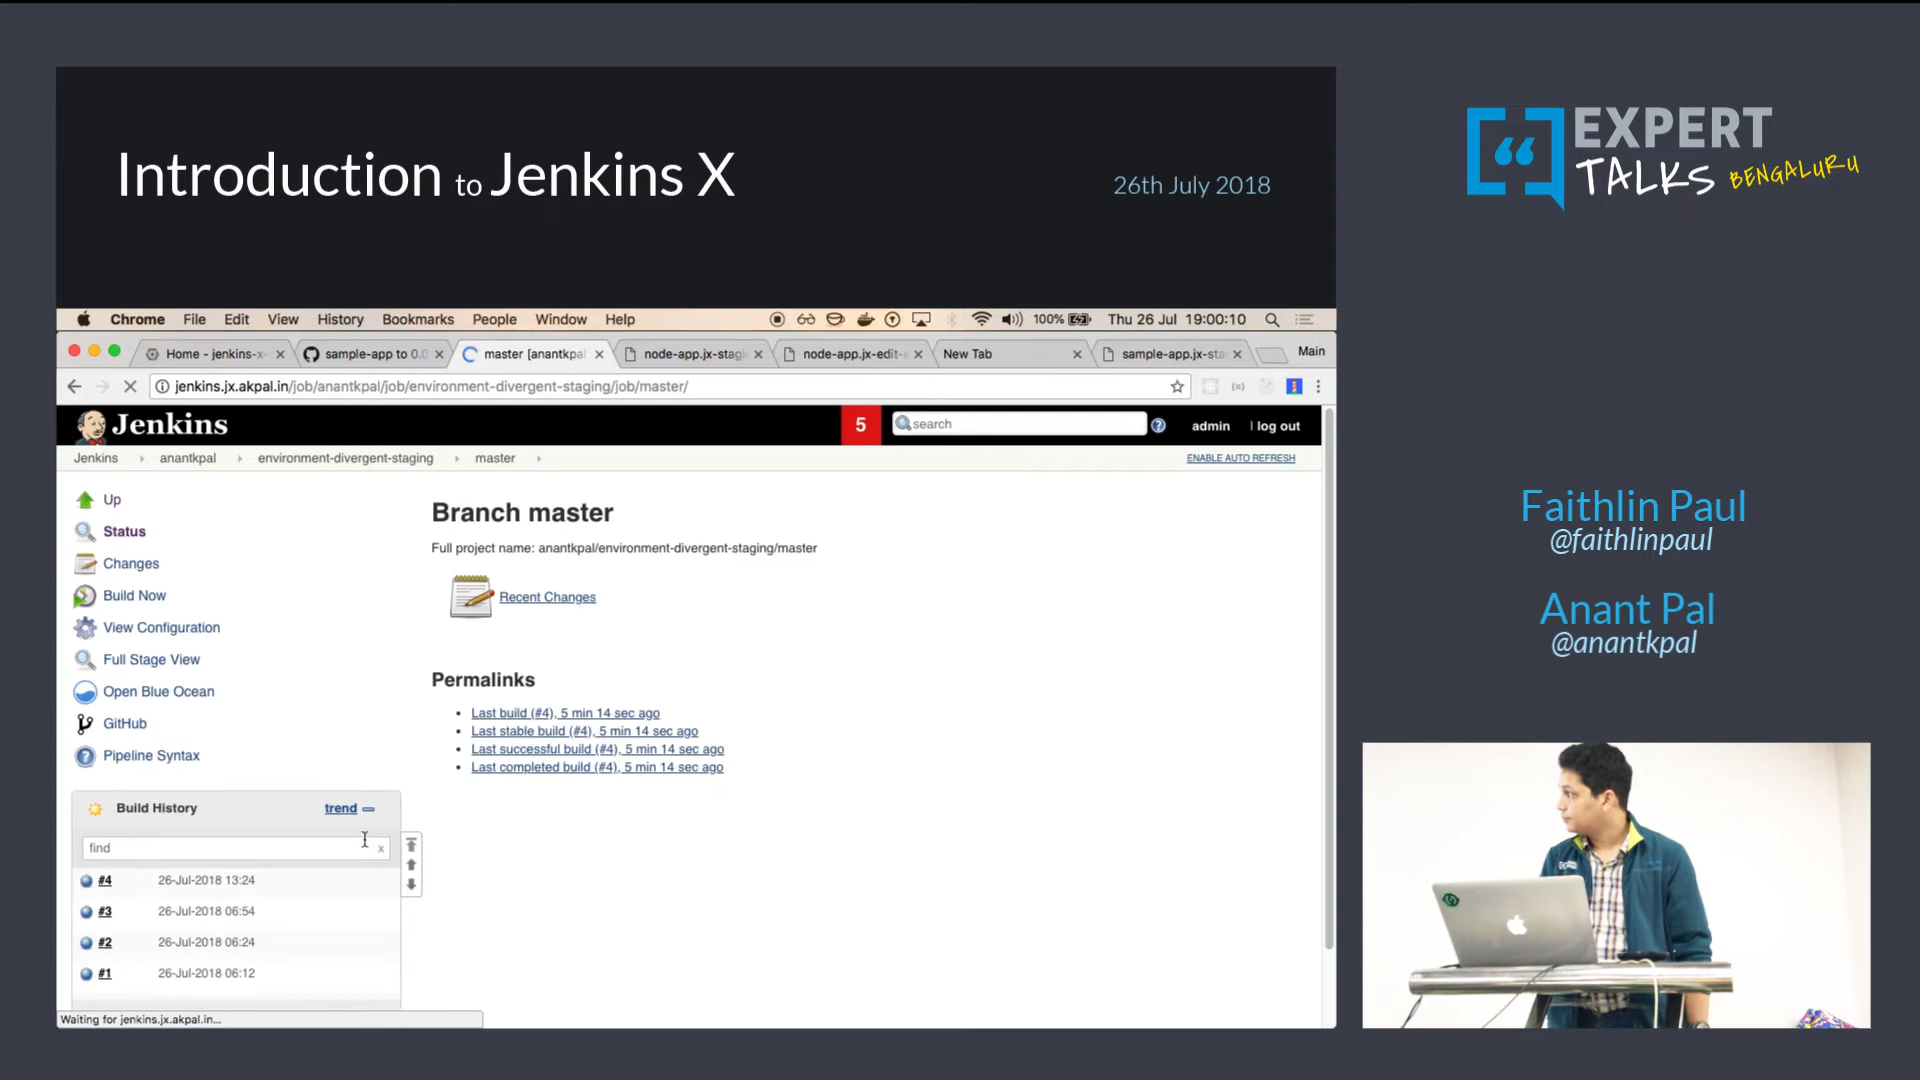 Introduction to Jenkins X
26th July 2018
EXPERT
TALKS BENGALURU
Chrome File Edit View History Bookmarks People Window Help 100% Thu 26 Jul 19:00:10
Home - jenkins-x- sample-app to 0.0 master [anantkpal node-app.jx-stagi node-app.jx-edit- New Tab sample-app.jx-sta Main
jenkins.jx.akpal.in/job/anantkpal/job/environment-divergent-staging/job/master/
Jenkins 5 search admin | log out
Jenkins anantkpal environment-divergent-staging master ENABLE AUTO REFRESH
Up
Status
Changes
Build Now
View Configuration
Full Stage View
Open Blue Ocean
GitHub
Pipeline Syntax
Build History trend
find x
#4 26-Jul-2018 13:24
#3 26-Jul-2018 06:54
#2 26-Jul-2018 06:24
#1 26-Jul-2018 06:12
Waiting for jenkins.jx.akpal.in...
Branch master
Full project name: anantkpal/environment-divergent-staging/master
Recent Changes
Permalinks
Last build (#4), 5 min 14 sec ago
Last stable build (#4), 5 min 14 sec ago
Last successful build (#4), 5 min 14 sec ago
Last completed build (#4), 5 min 14 sec ago
Faithlin Paul
@faithlinpaul
Anant Pal
@anantkpal